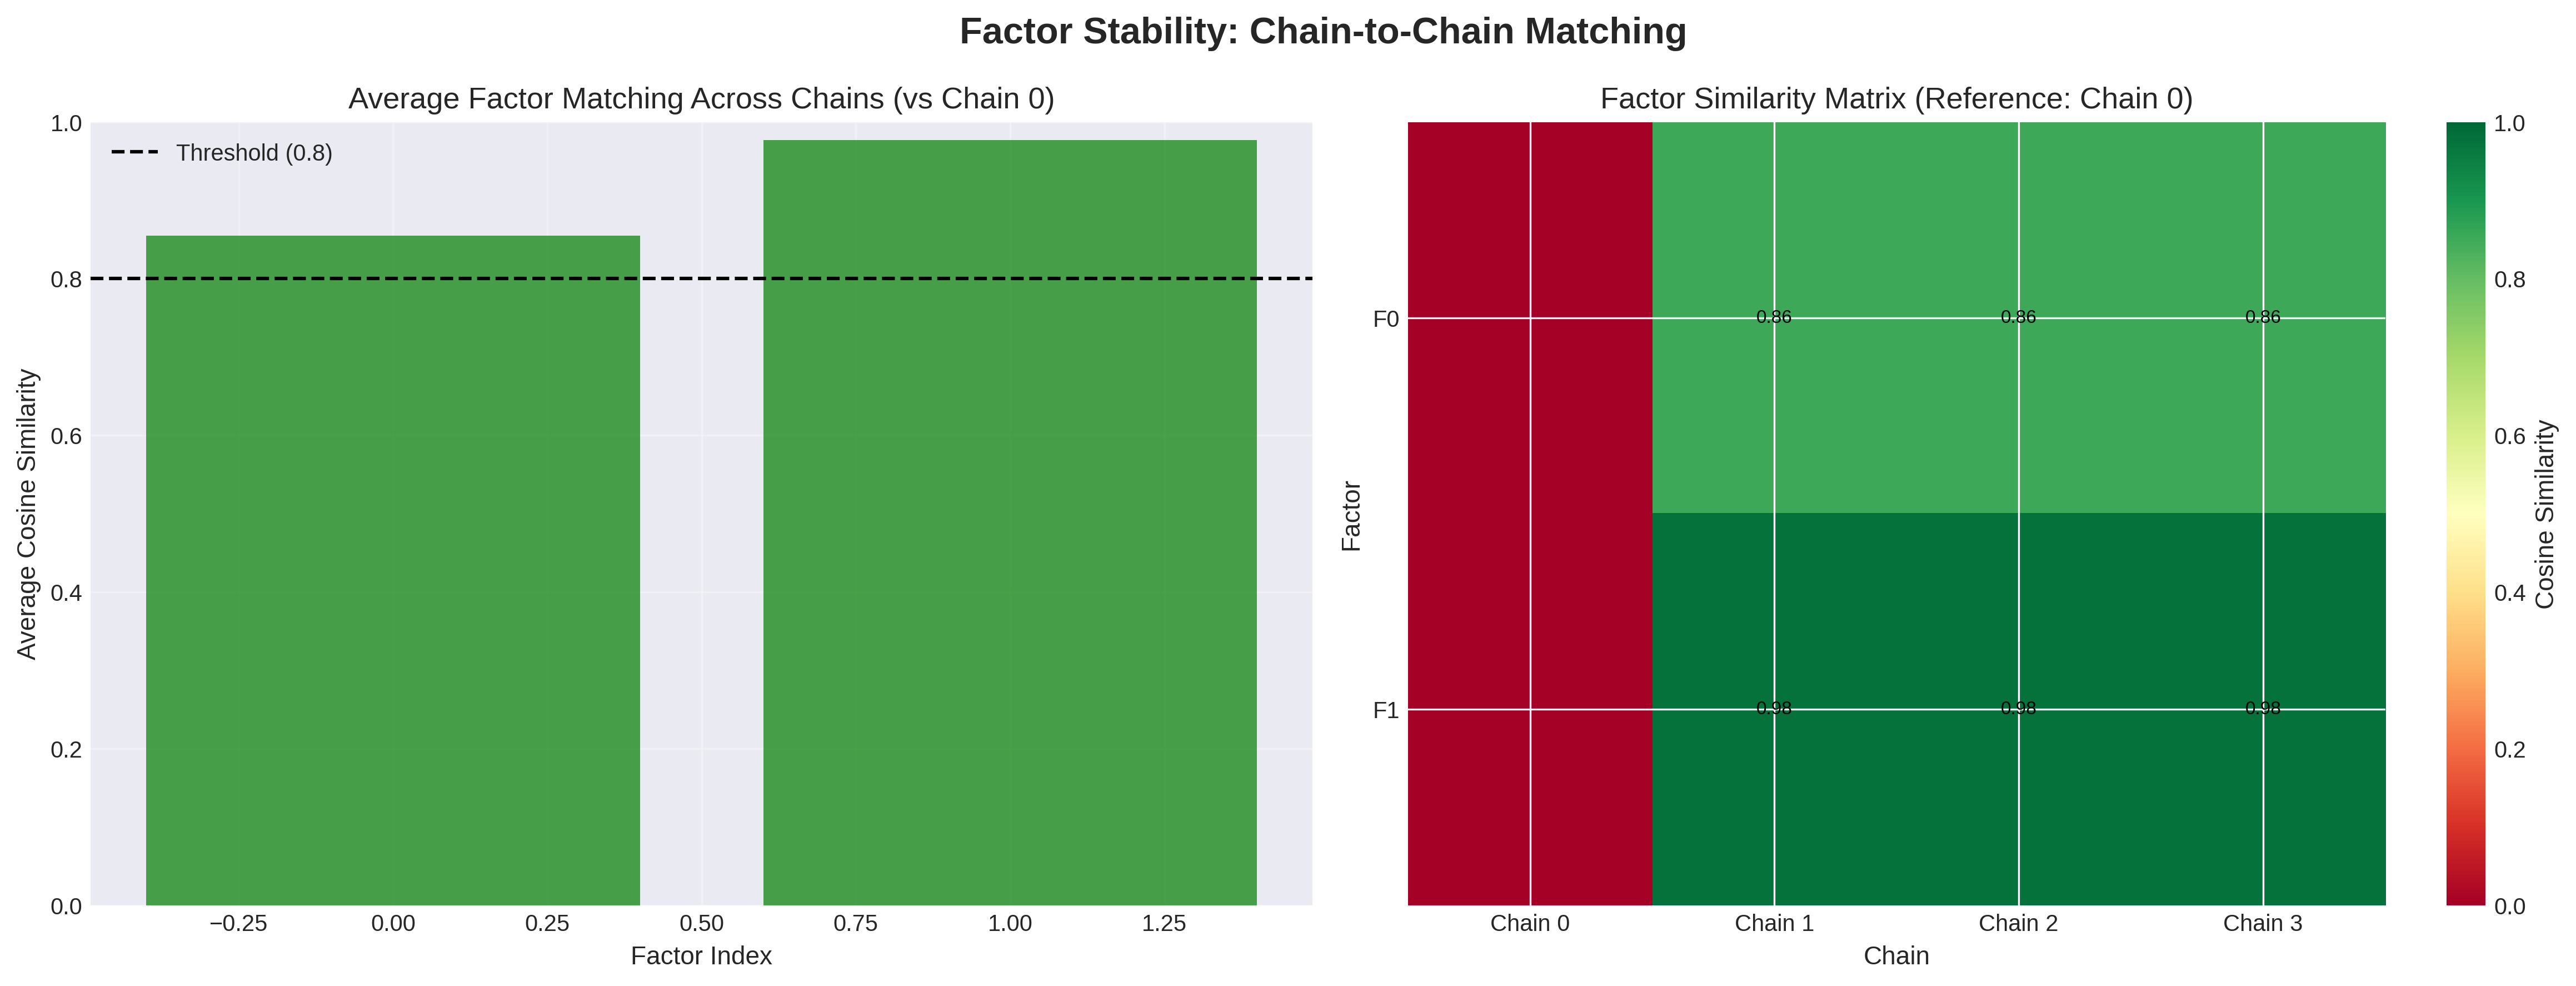 Factor Stability: Chain-to-Chain Matching
Average Factor Matching Across Chains (vs Chain 0)
Threshold (0.8)
1.0
0.8
0.6
0.4
0.2
0.0
Average Cosine Similarity
−0.25 0.00 0.25 0.50 0.75 1.00 1.25
Factor Index
Factor Similarity Matrix (Reference: Chain 0)
F0 0.86 0.86 0.86
Factor
F1 0.98 0.98 0.98
Chain 0 Chain 1 Chain 2 Chain 3
Chain
1.0
0.8
0.6
0.4
0.2
0.0
Cosine Similarity